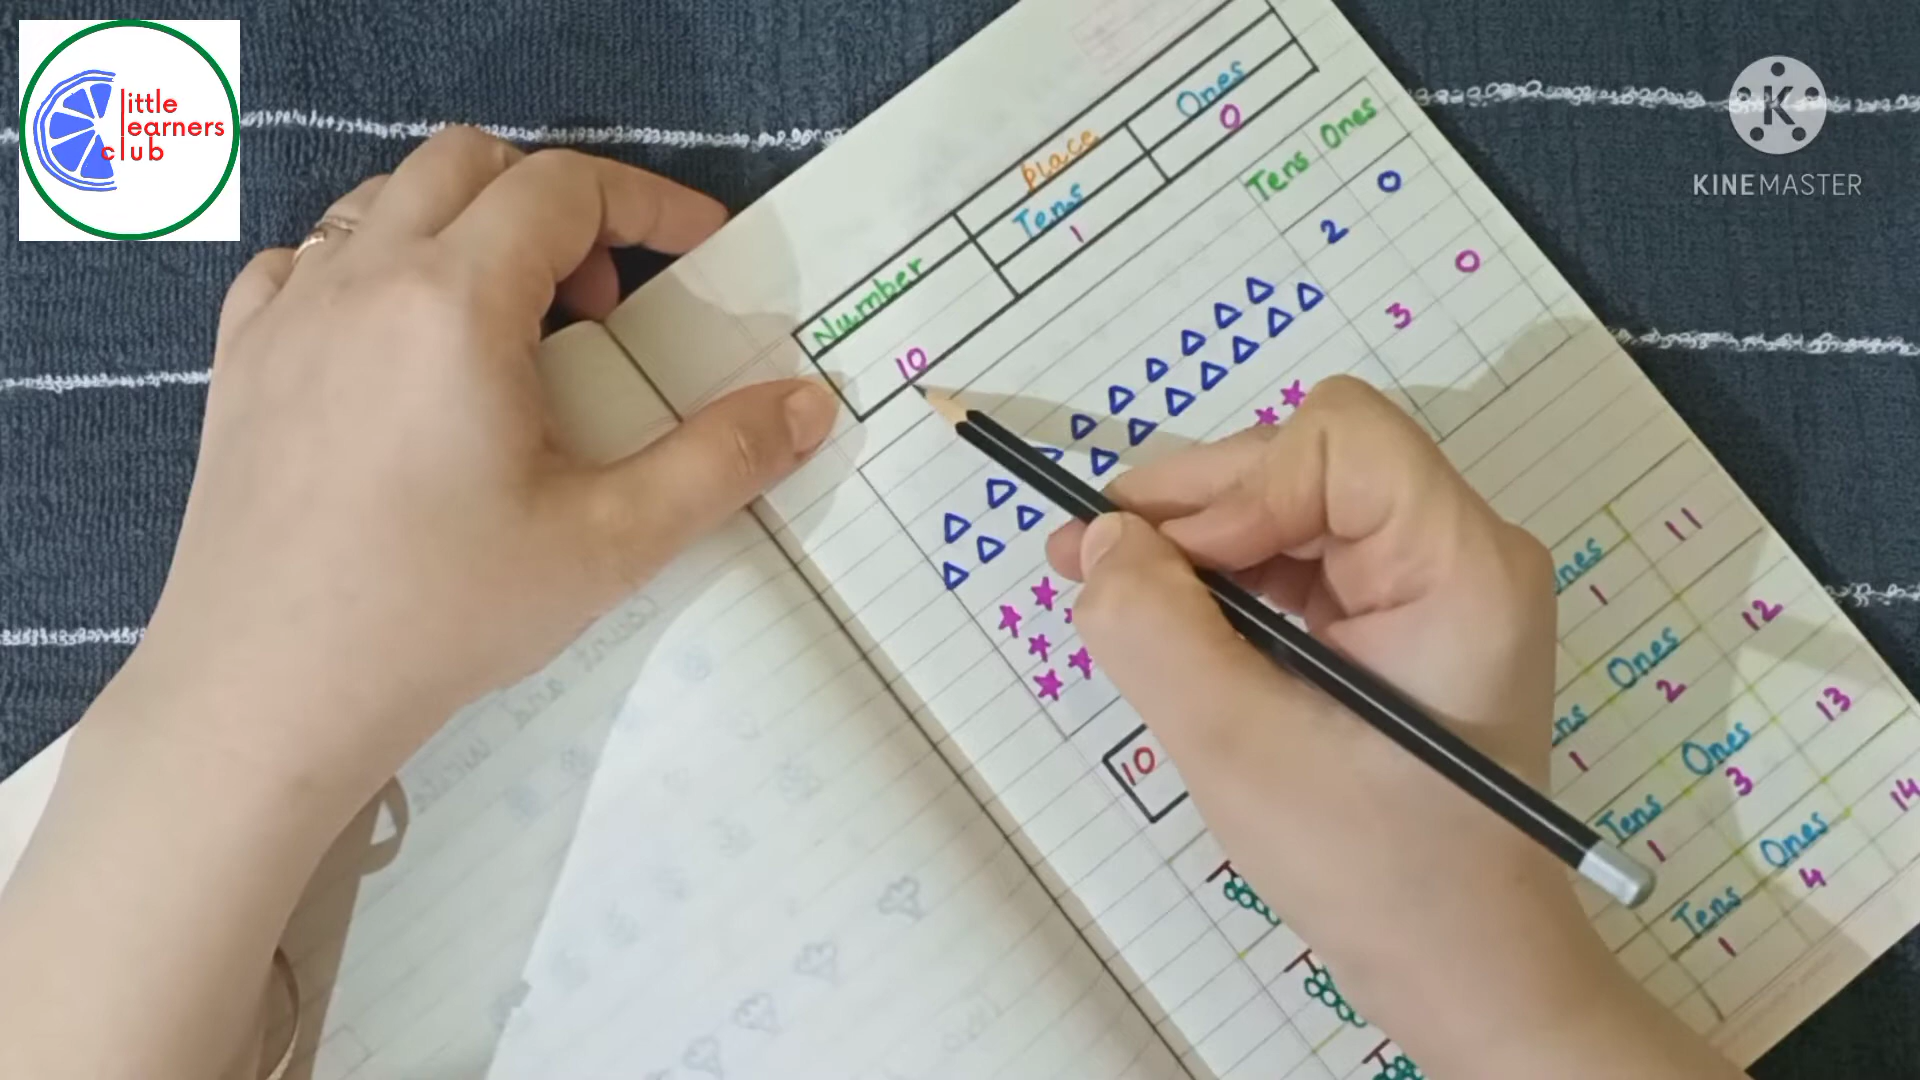 little
learners
club
KINEMASTER
Number Place
Tens Ones
10 1 0
Tens Ones
2 0
3 0
10
Ones 11
1
Ones 12
1 2
Tens Ones 13
1 3
Tens Ones 14
1 4